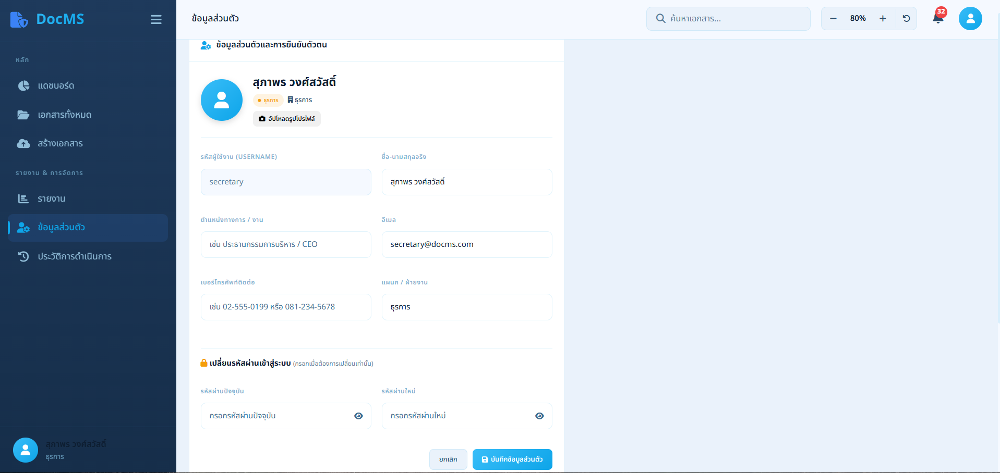 DocMS
ข้อมูลส่วนตัว
ค้นหาเอกสาร...
80%
32
หลัก
แดชบอร์ด
เอกสารทั้งหมด
สร้างเอกสาร
รายงาน & การจัดการ
รายงาน
ข้อมูลส่วนตัว
ประวัติการดำเนินการ
สุภาพร วงศ์สวัสดิ์
ธุรการ
ข้อมูลส่วนตัวและการยืนยันตัวตน
สุภาพร วงศ์สวัสดิ์
ธุรการ ธุรการ
อัปโหลดรูปโปรไฟล์
รหัสผู้ใช้งาน (USERNAME)
secretary
ชื่อ-นามสกุลจริง
สุภาพร วงศ์สวัสดิ์
ตำแหน่งทางการ / งาน
เช่น ประธานกรรมการบริหาร / CEO
อีเมล
secretary@docms.com
เบอร์โทรศัพท์ติดต่อ
เช่น 02-555-0199 หรือ 081-234-5678
แผนก / ฝ่ายงาน
ธุรการ
เปลี่ยนรหัสผ่านเข้าสู่ระบบ (กรอกเมื่อต้องการเปลี่ยนเท่านั้น)
รหัสผ่านปัจจุบัน
กรอกรหัสผ่านปัจจุบัน
รหัสผ่านใหม่
กรอกรหัสผ่านใหม่
ยกเลิก
บันทึกข้อมูลส่วนตัว